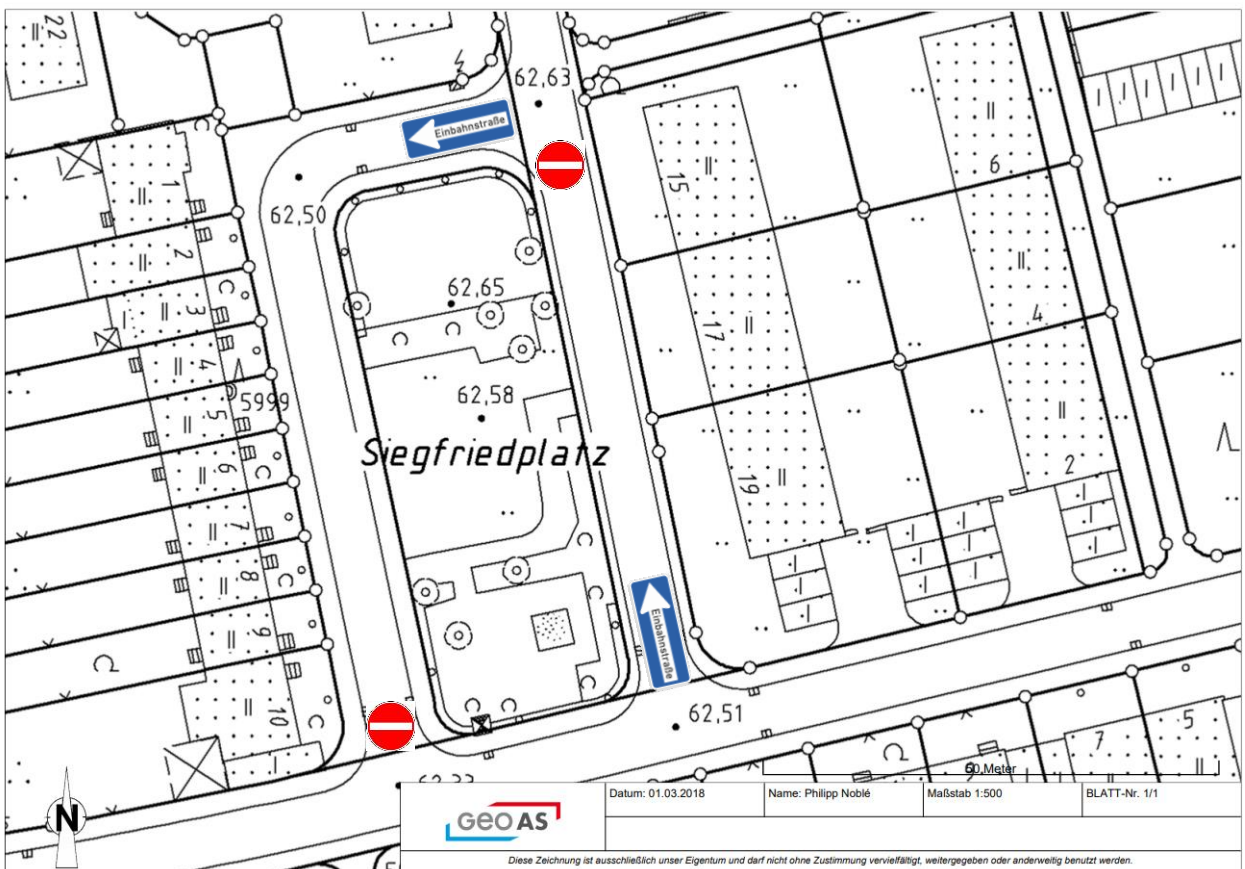 22
62,63
Einbahnstraße
15
6
1
62,50
2
62,65
3
17
4
4
5999
62,58
5
Siegfriedplatz
6
19
2
7
8
Einbahnstraße
9
10
62,51
5
7
50 Meter
N
GEOAS
Datum: 01.03.2018
Name: Philipp Noblé
Maßstab 1:500
BLATT-Nr. 1/1
Diese Zeichnung ist ausschließlich unser Eigentum und darf nicht ohne Zustimmung vervielfältigt, weitergegeben oder anderweitig benutzt werden.